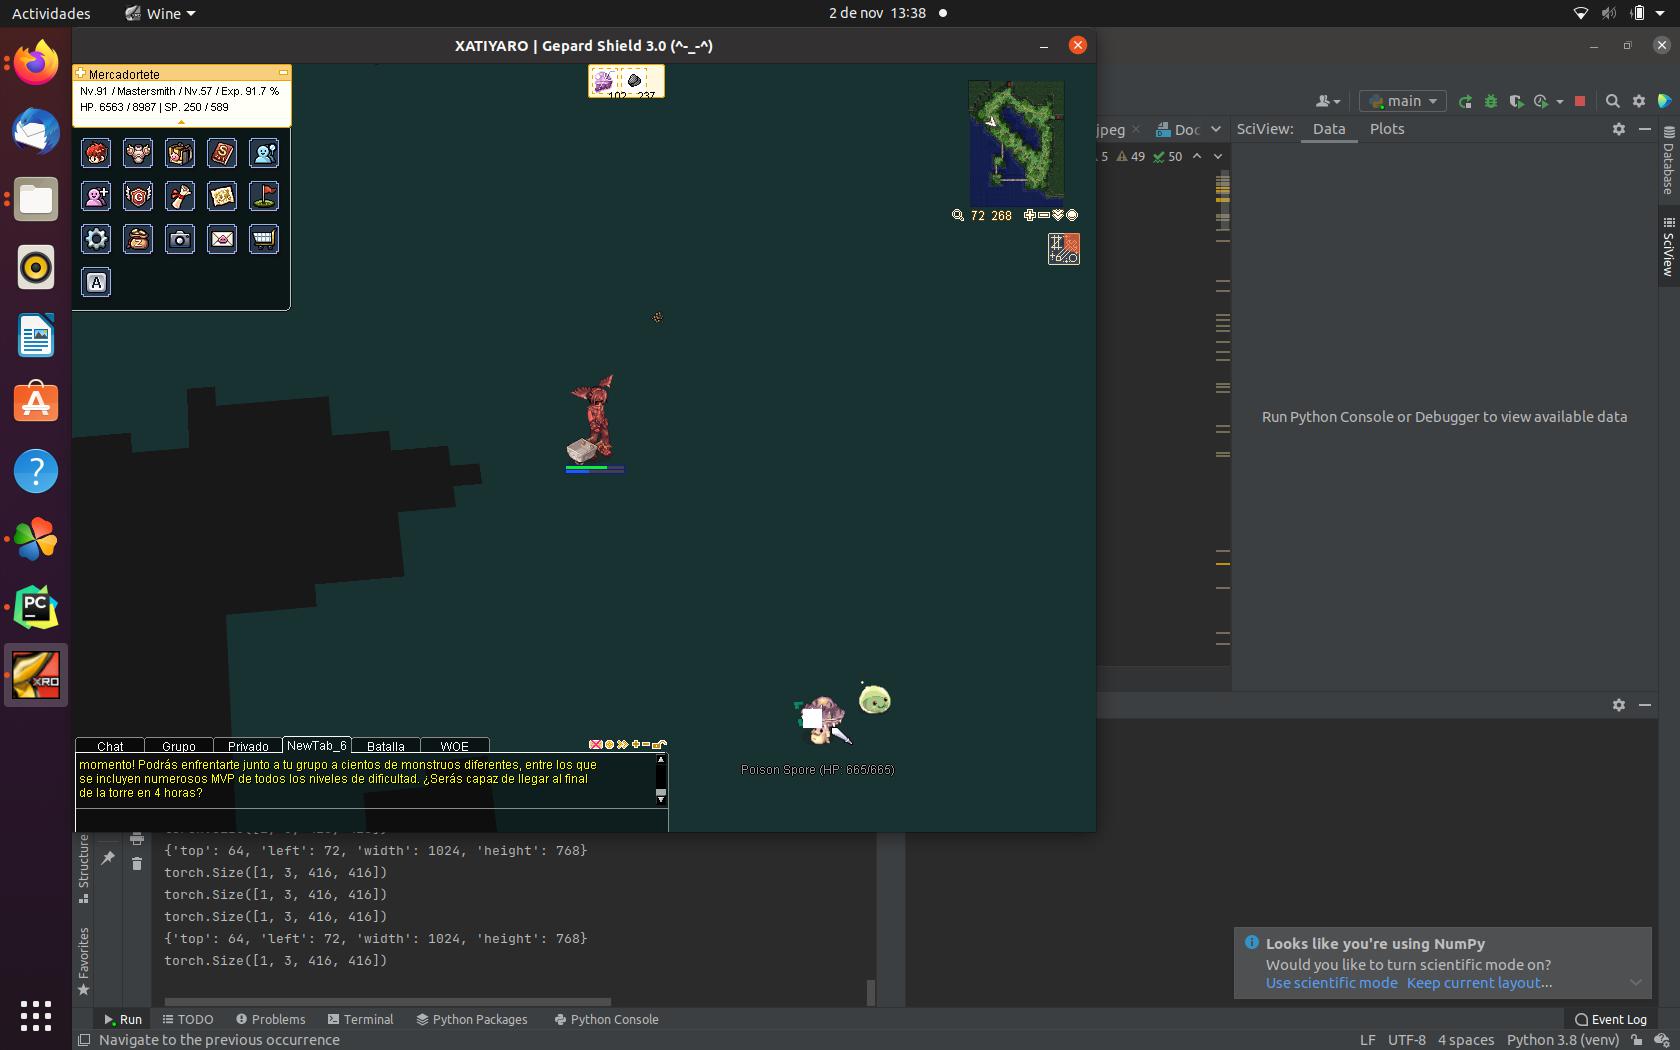 Actividades
Wine
2 de nov 13:38
XATIYARO | Gepard Shield 3.0 (^-_-^)
Mercadortete
Nv.91 / Mastersmith / Nv.57 / Exp. 91.7 %
HP. 6563 / 8987 | SP. 250 / 589
102 237
72 268
A
main
jpeg
Doc
SciView:
Data
Plots
5
49
50
Database
SciView
Run Python Console or Debugger to view available data
XRO
PC
Poison Spore (HP: 665/665)
Chat
Grupo
Privado
NewTab_6
Batalla
WOE
momento! Podrás enfrentarte junto a tu grupo a cientos de monstruos diferentes, entre los que
se incluyen numerosos MVP de todos los niveles de dificultad. ¿Serás capaz de llegar al final
de la torre en 4 horas?
{'top': 64, 'left': 72, 'width': 1024, 'height': 768}
torch.Size([1, 3, 416, 416])
torch.Size([1, 3, 416, 416])
torch.Size([1, 3, 416, 416])
{'top': 64, 'left': 72, 'width': 1024, 'height': 768}
torch.Size([1, 3, 416, 416])
Structure
Favorites
Looks like you're using NumPy
Would you like to turn scientific mode on?
Use scientific mode Keep current layout...
Run
TODO
Problems
Terminal
Python Packages
Python Console
Event Log
Navigate to the previous occurrence
LF UTF-8 4 spaces Python 3.8 (venv)